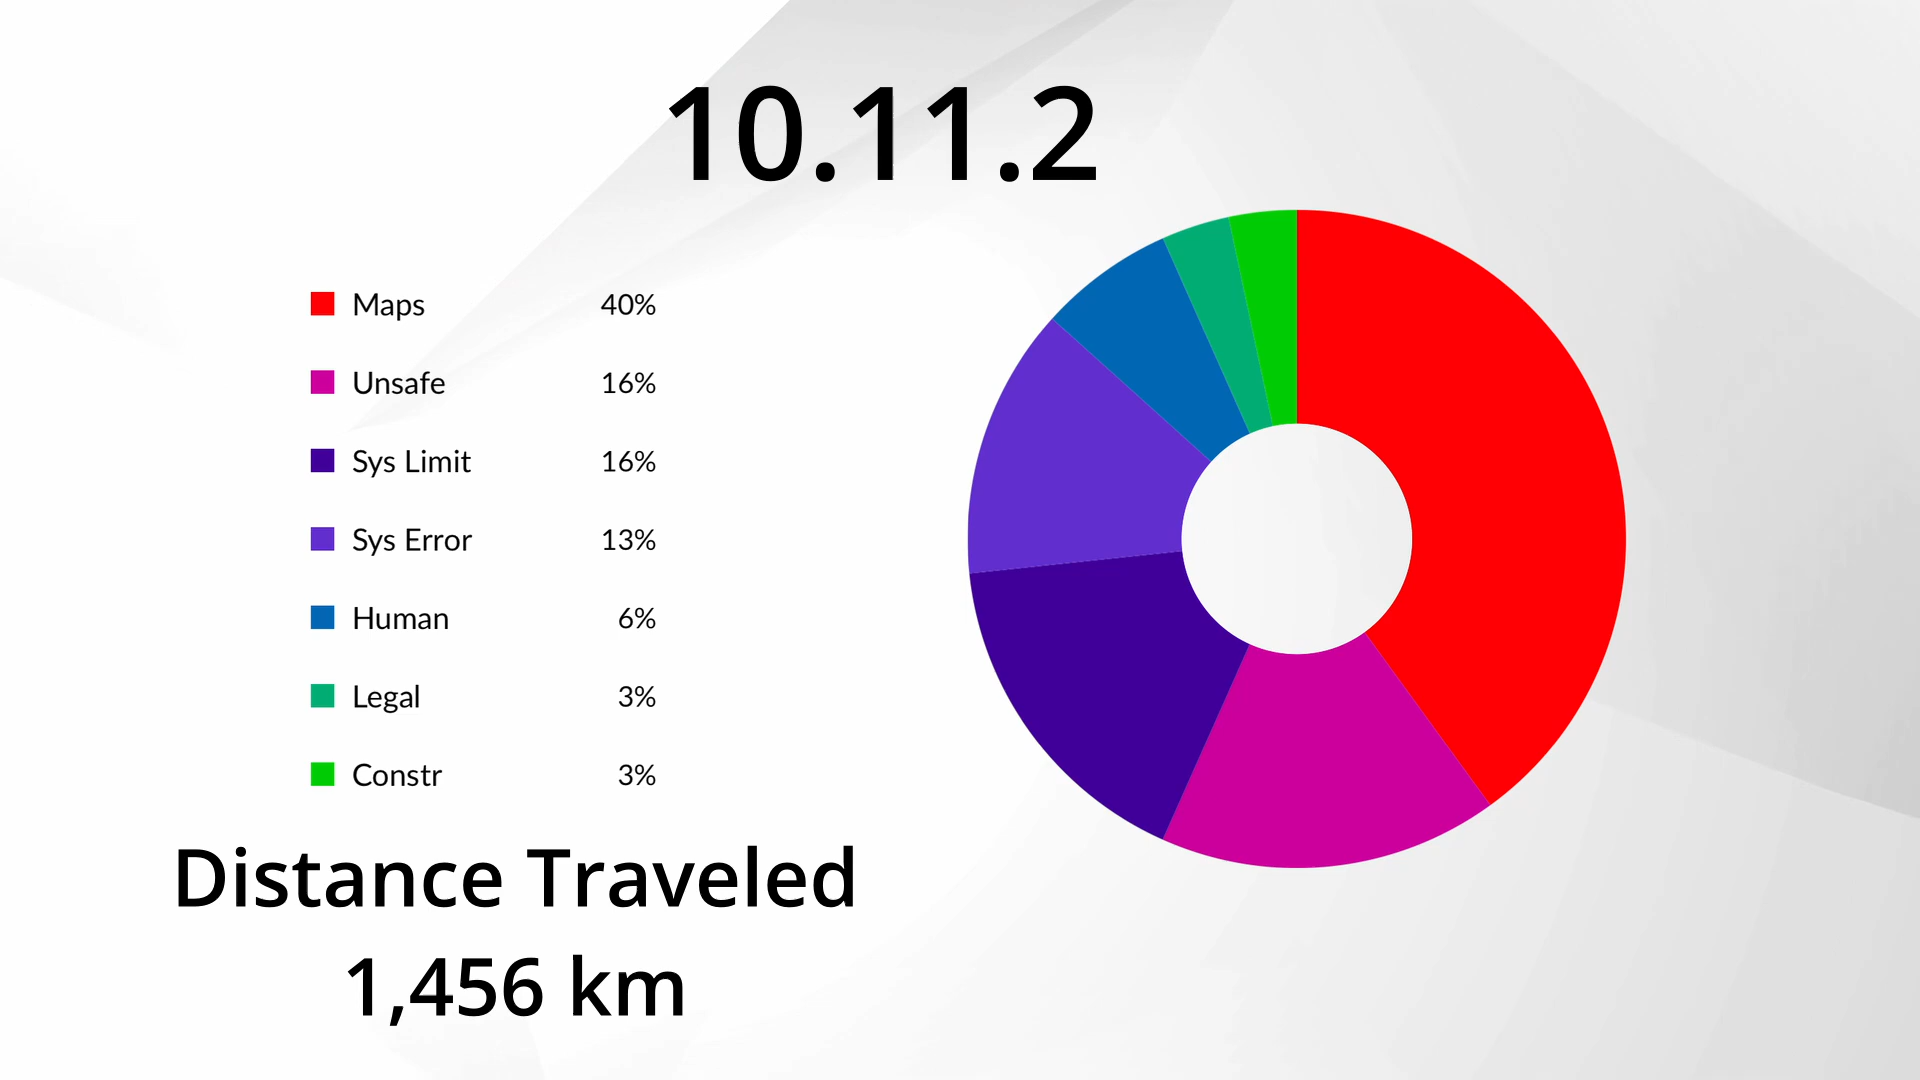 10.11.2
Maps 40%
Unsafe 16%
Sys Limit 16%
Sys Error 13%
Human 6%
Legal 3%
Constr 3%
Distance Traveled
1,456 km